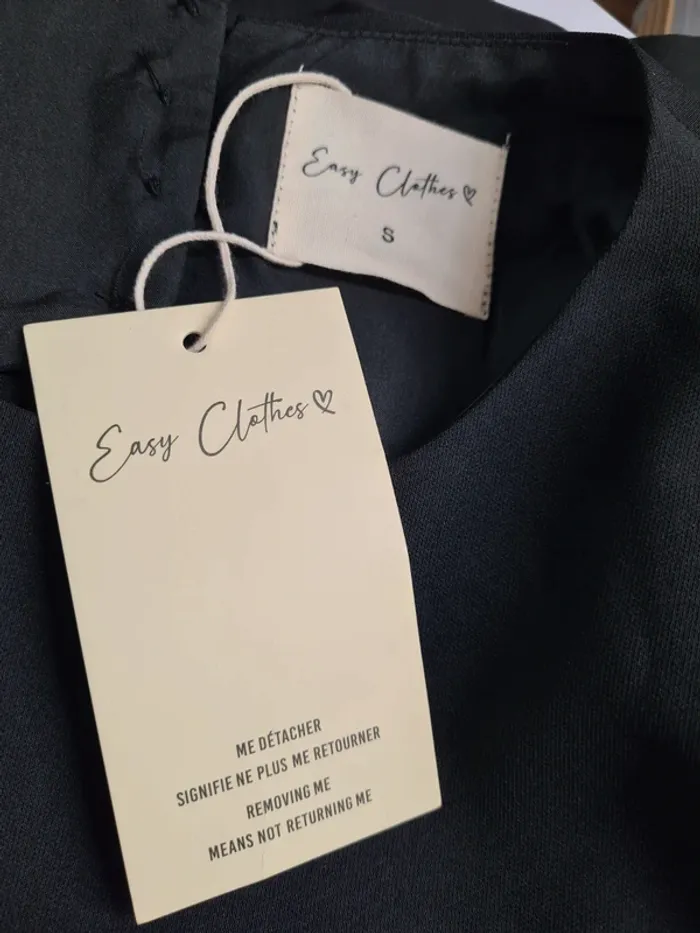 Easy Clothes
S
Easy Clothes
ME DÉTACHER
SIGNIFIE NE PLUS ME RETOURNER
REMOVING ME
MEANS NOT RETURNING ME